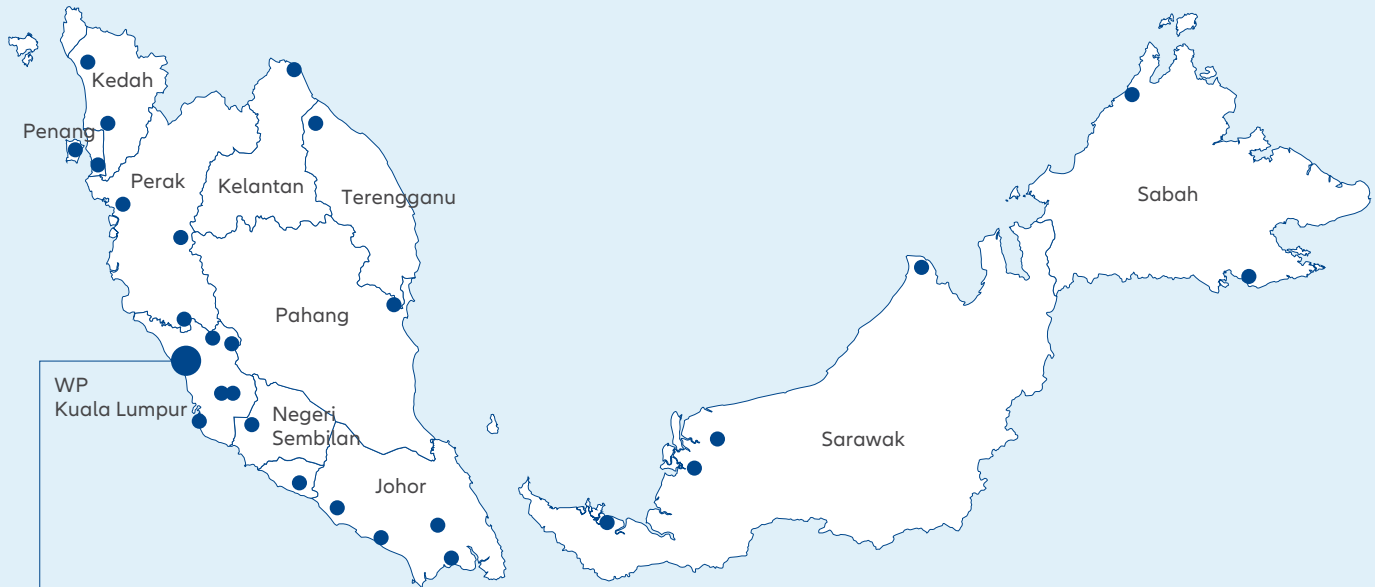 Kedah
Penang
Perak
Kelantan
Terengganu
Sabah
Pahang
WP
Kuala Lumpur
Negeri
Sembilan
Sarawak
Johor